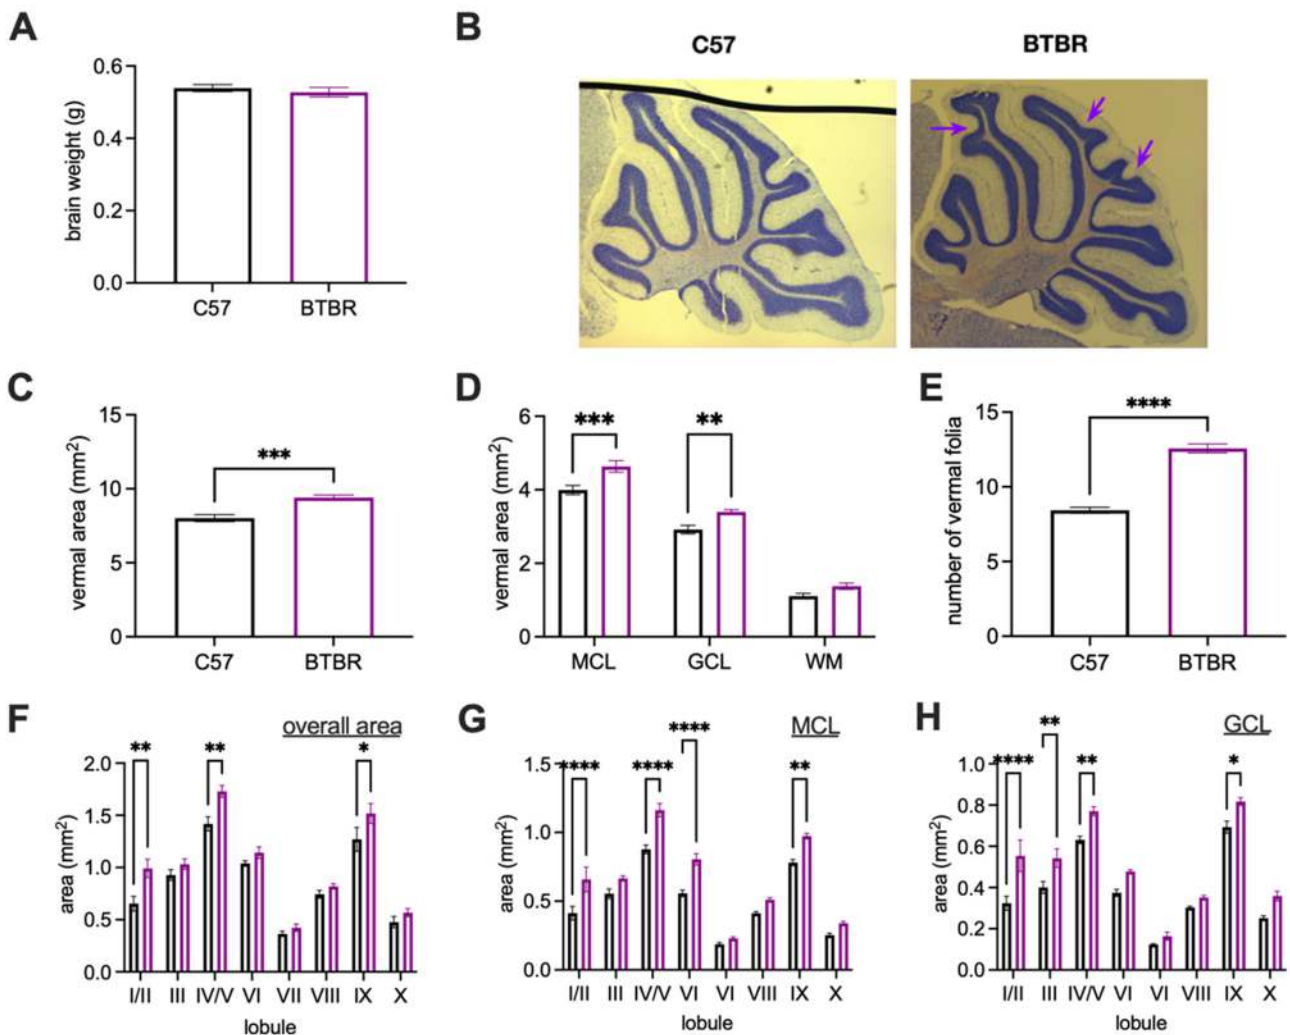 A
brain weight (g)
0.6
0.4
0.2
0.0
C57
BTBR
B
C57
BTBR
C
vermal area (mm²)
15
10
5
0
***
C57
BTBR
D
vermal area (mm²)
6
4
2
0
***
**
MCL
GCL
WM
E
number of vermal folia
15
10
5
0
****
C57
BTBR
F
overall area
area (mm²)
2.0
1.5
1.0
0.5
0.0
**
**
*
I/II
III
IV/V
VI
VII
VIII
IX
X
lobule
G
MCL
area (mm²)
1.5
1.0
0.5
0.0
****
****
****
**
I/II
III
IV/V
VI
VI
VIII
IX
X
lobule
H
GCL
area (mm²)
1.0
0.8
0.6
0.4
0.2
0.0
****
**
**
*
I/II
III
IV/V
VI
VI
VIII
IX
X
lobule